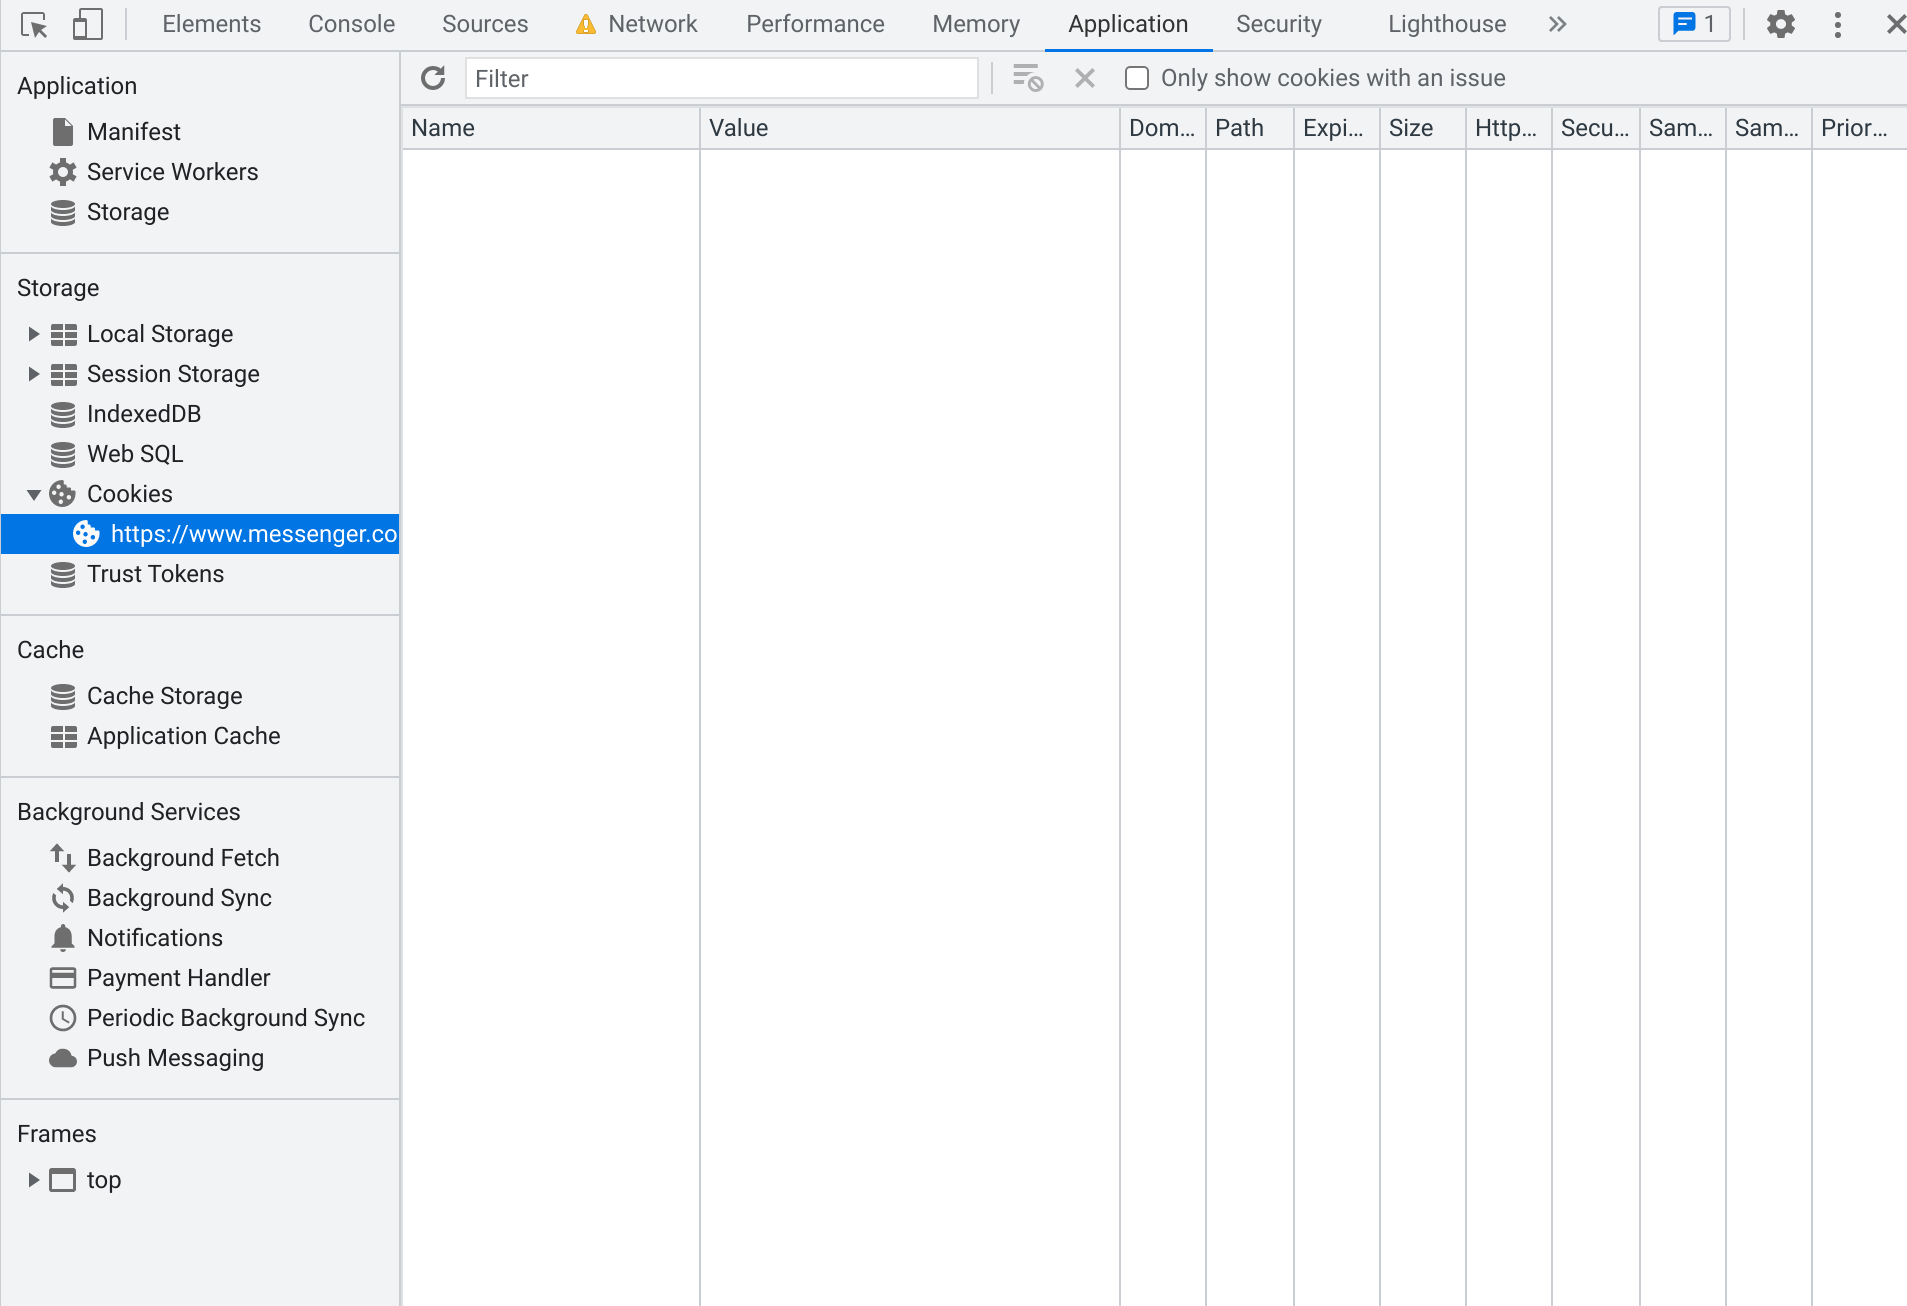 Elements Console Sources Network Performance Memory Application Security Lighthouse 1
Application
Manifest
Service Workers
Storage
Storage
Local Storage
Session Storage
IndexedDB
Web SQL
Cookies
https://www.messenger.co
Trust Tokens
Cache
Cache Storage
Application Cache
Background Services
Background Fetch
Background Sync
Notifications
Payment Handler
Periodic Background Sync
Push Messaging
Frames
top
Filter Only show cookies with an issue
Name Value Dom... Path Expi... Size Http... Secu... Sam... Sam... Prior...